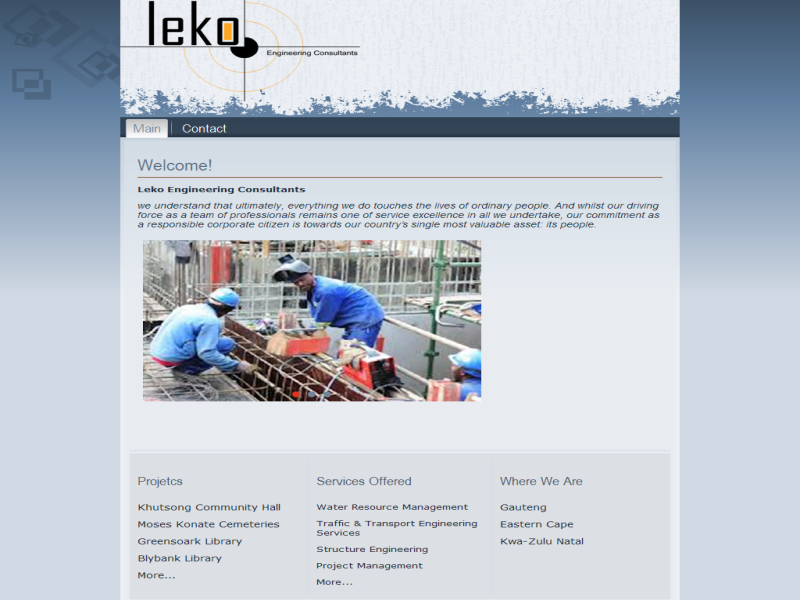 leko
Engineering Consultants
Main
Contact
Welcome!
Leko Engineering Consultants
we understand that ultimately, everything we do touches the lives of ordinary people. And whilst our driving
force as a team of professionals remains one of service excellence in all we undertake, our commitment as
a responsible corporate citizen is towards our country's single most valuable asset: its people.
Projetcs
Khutsong Community Hall
Moses Konate Cemeteries
Greensoark Library
Blybank Library
More...
Services Offered
Water Resource Management
Traffic & Transport Engineering
Services
Structure Engineering
Project Management
More...
Where We Are
Gauteng
Eastern Cape
Kwa-Zulu Natal